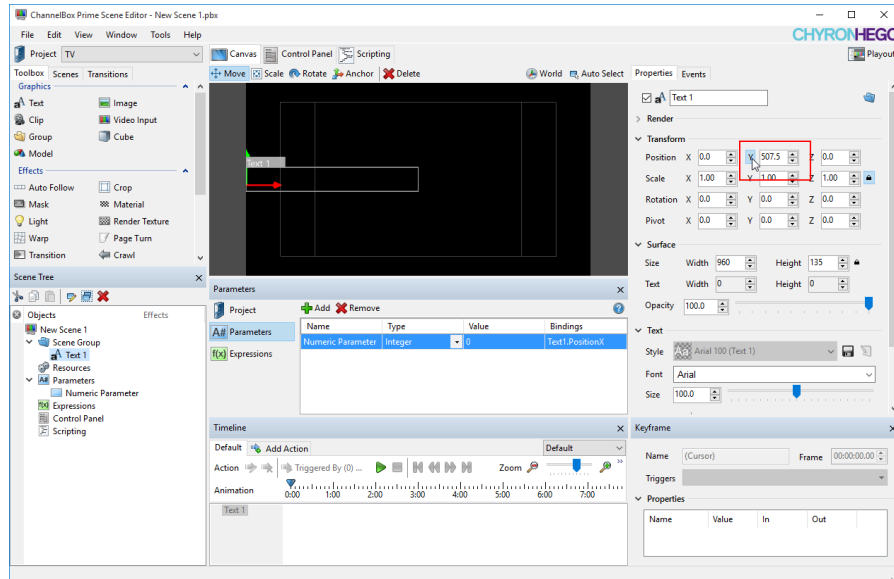 ChannelBox Prime Scene Editor - New Scene 1.pbx
File Edit View Window Tools Help
CHYRONHEGO
Project TV
Canvas Control Panel Scripting
Playout
Toolbox Scenes Transitions
Move Scale Rotate Anchor Delete World Auto Select
Properties Events
Graphics
Text Image
Clip Video Input
Group Cube
Model
Effects
Auto Follow Crop
Mask Material
Light Render Texture
Warp Page Turn
Transition Crawl
Text 1
Text 1
Render
Transform
Position X 0.0 Y 507.5 Z 0.0
Scale X 1.00 Y 1.00 Z 1.00
Rotation X 0.0 Y 0.0 Z 0.0
Pivot X 0.0 Y 0.0 Z 0.0
Surface
Size Width 960 Height 135
Text Width 0 Height 0
Opacity 100.0
Text
Style Arial 100 (Text 1)
Font Arial
Size 100.0
Scene Tree
Objects Effects
New Scene 1
Scene Group
Text 1
Resources
Parameters
Numeric Parameter
Expressions
Control Panel
Scripting
Parameters
Project
Add Remove
A# Parameters
f(x) Expressions
Name Type Value Bindings
Numeric Parameter Integer 0 Text1.PositionX
Timeline
Default Add Action Default
Action Triggered By (0) ... Zoom
Animation 0:00 1:00 2:00 3:00 4:00 5:00 6:00 7:00
Text 1
Keyframe
Name (Cursor) Frame 00:00:00.00
Triggers
Properties
Name Value In Out